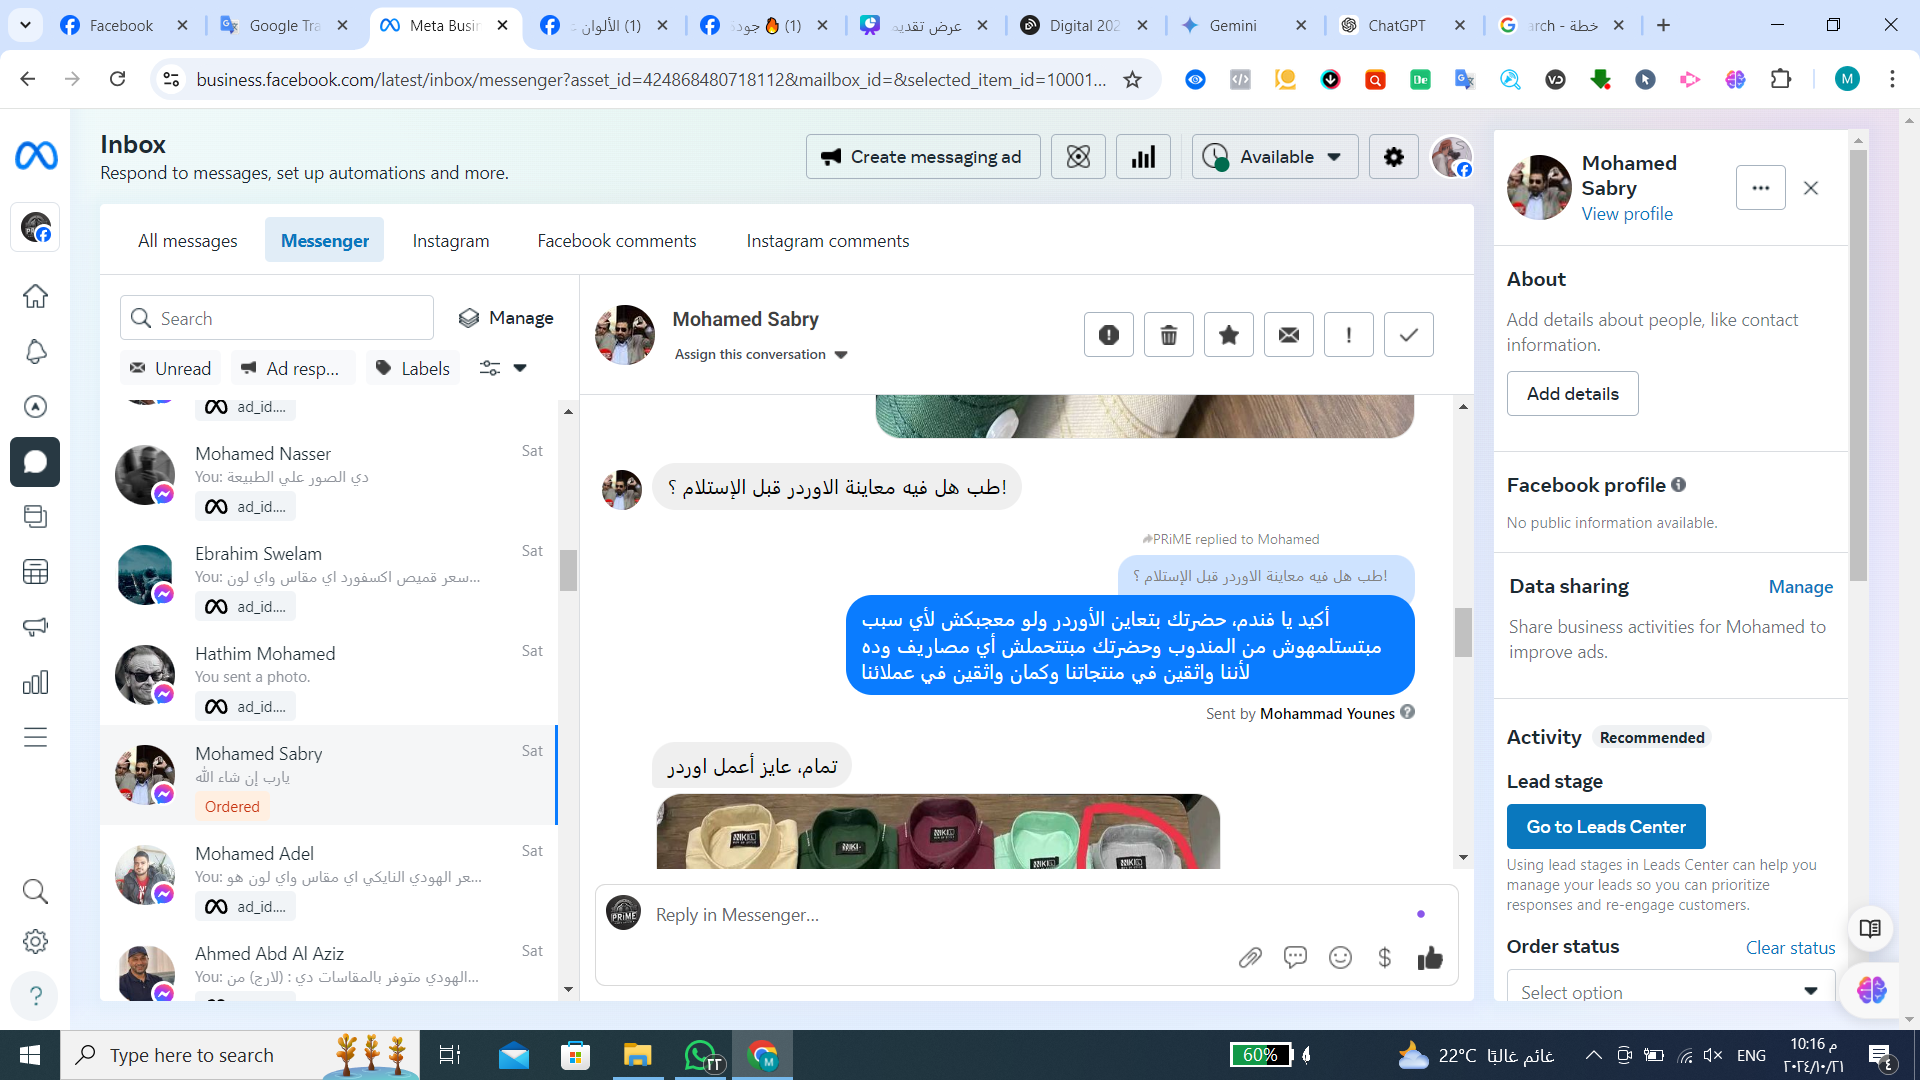 Facebook
Google Tra
Meta Busin
(1) الألوان
(1) 🔥 جودة
عرض تقديم
Digital 202
Gemini
ChatGPT
خطة - arch
business.facebook.com/latest/inbox/messenger?asset_id=424868480718112&mailbox_id=&selected_item_id=10001...
M
Inbox
Respond to messages, set up automations and more.
Create messaging ad
Available
All messages
Messenger
Instagram
Facebook comments
Instagram comments
Search
Manage
Unread
Ad resp...
Labels
ad_id....
Mohamed Nasser
Sat
You: دي الصور علي الطبيعة
ad_id....
Ebrahim Swelam
Sat
You: سعر قميص اكسفورد اي مقاس واي لون...
ad_id....
Hathim Mohamed
Sat
You sent a photo.
ad_id....
Mohamed Sabry
Sat
يارب إن شاء الله
Ordered
Mohamed Adel
Sat
You: عر الهودي النايكي اي مقاس واي لون هو...
ad_id....
Ahmed Abd Al Aziz
Sat
You: الهودي متوفر بالمقاسات دي : (لارج) من...
Mohamed Sabry
Assign this conversation
طب هل فيه معاينة الاوردر قبل الإستلام ؟!
PRiME replied to Mohamed
طب هل فيه معاينة الاوردر قبل الإستلام ؟!
أكيد يا فندم، حضرتك بتعاين الأوردر ولو معجبكش لأي سبب
مبتستلمهوش من المندوب وحضرتك مبتتحملش أي مصاريف وده
لأننا واثقين في منتجاتنا وكمان واثقين في عملائنا
Sent by Mohammad Younes
تمام، عايز أعمل اوردر
PRiME
Reply in Messenger...
Mohamed
Sabry
View profile
About
Add details about people, like contact
information.
Add details
Facebook profile
No public information available.
Data sharing
Manage
Share business activities for Mohamed to
improve ads.
Activity
Recommended
Lead stage
Go to Leads Center
Using lead stages in Leads Center can help you
manage your leads so you can prioritize
responses and re-engage customers.
Order status
Clear status
Select option
Type here to search
٢٣
60%
22°C
غائم غالبًا
ENG
10:16 م
٢٠٢٤/١٠/٢١
٤